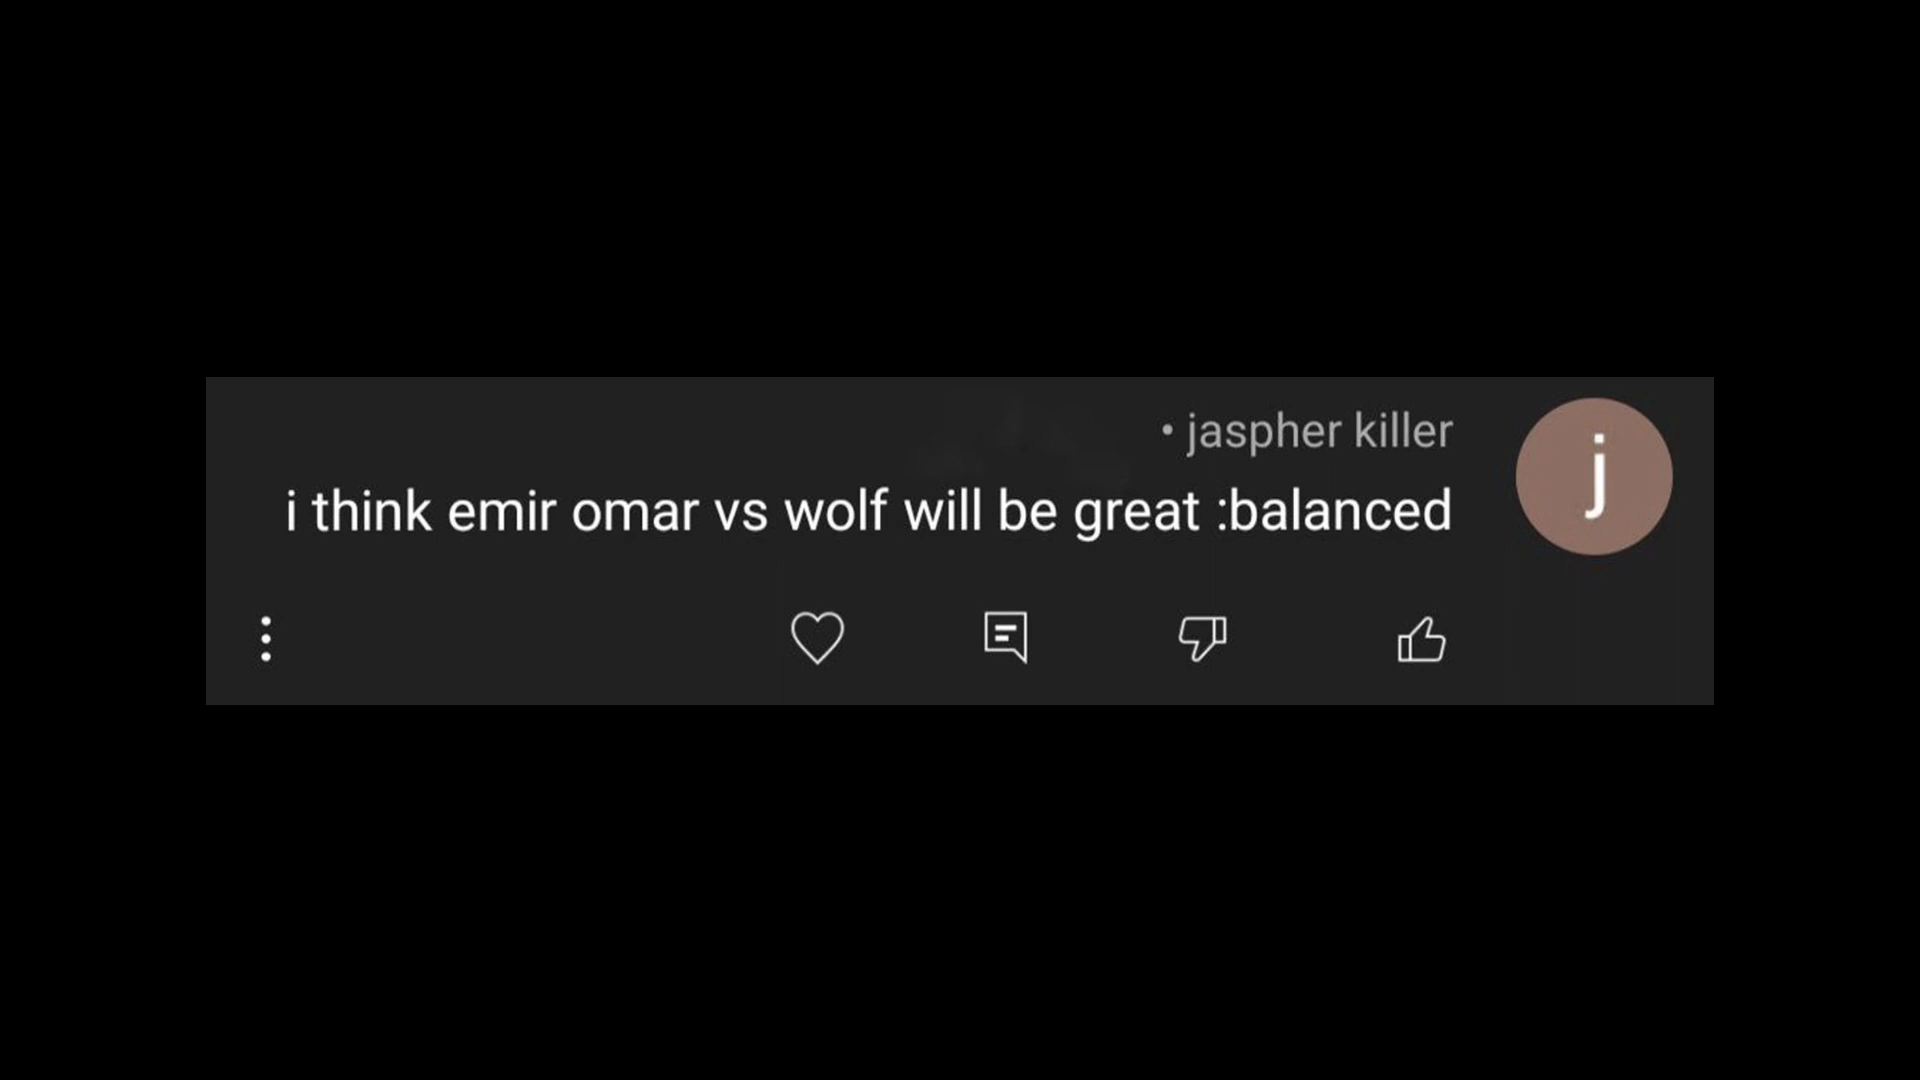 • jaspher killer
j
i think emir omar vs wolf will be great :balanced